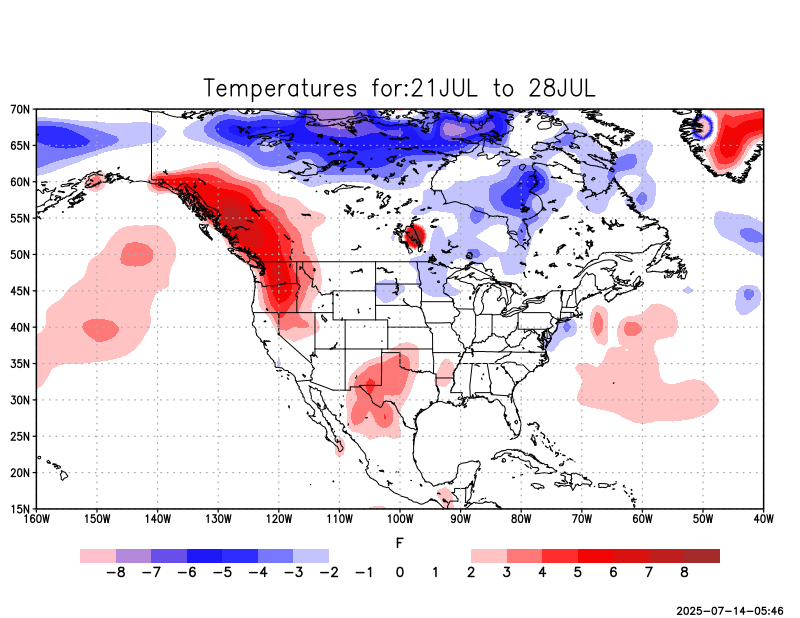 Temperatures for:21JUL to 28JUL
70N
65N
60N
55N
50N
45N
40N
35N
30N
25N
20N
15N
160W 150W 140W 130W 120W 110W 100W 90W 80W 70W 60W 50W 40W
F
-8 -7 -6 -5 -4 -3 -2 -1 0 1 2 3 4 5 6 7 8
2025-07-14-05:46